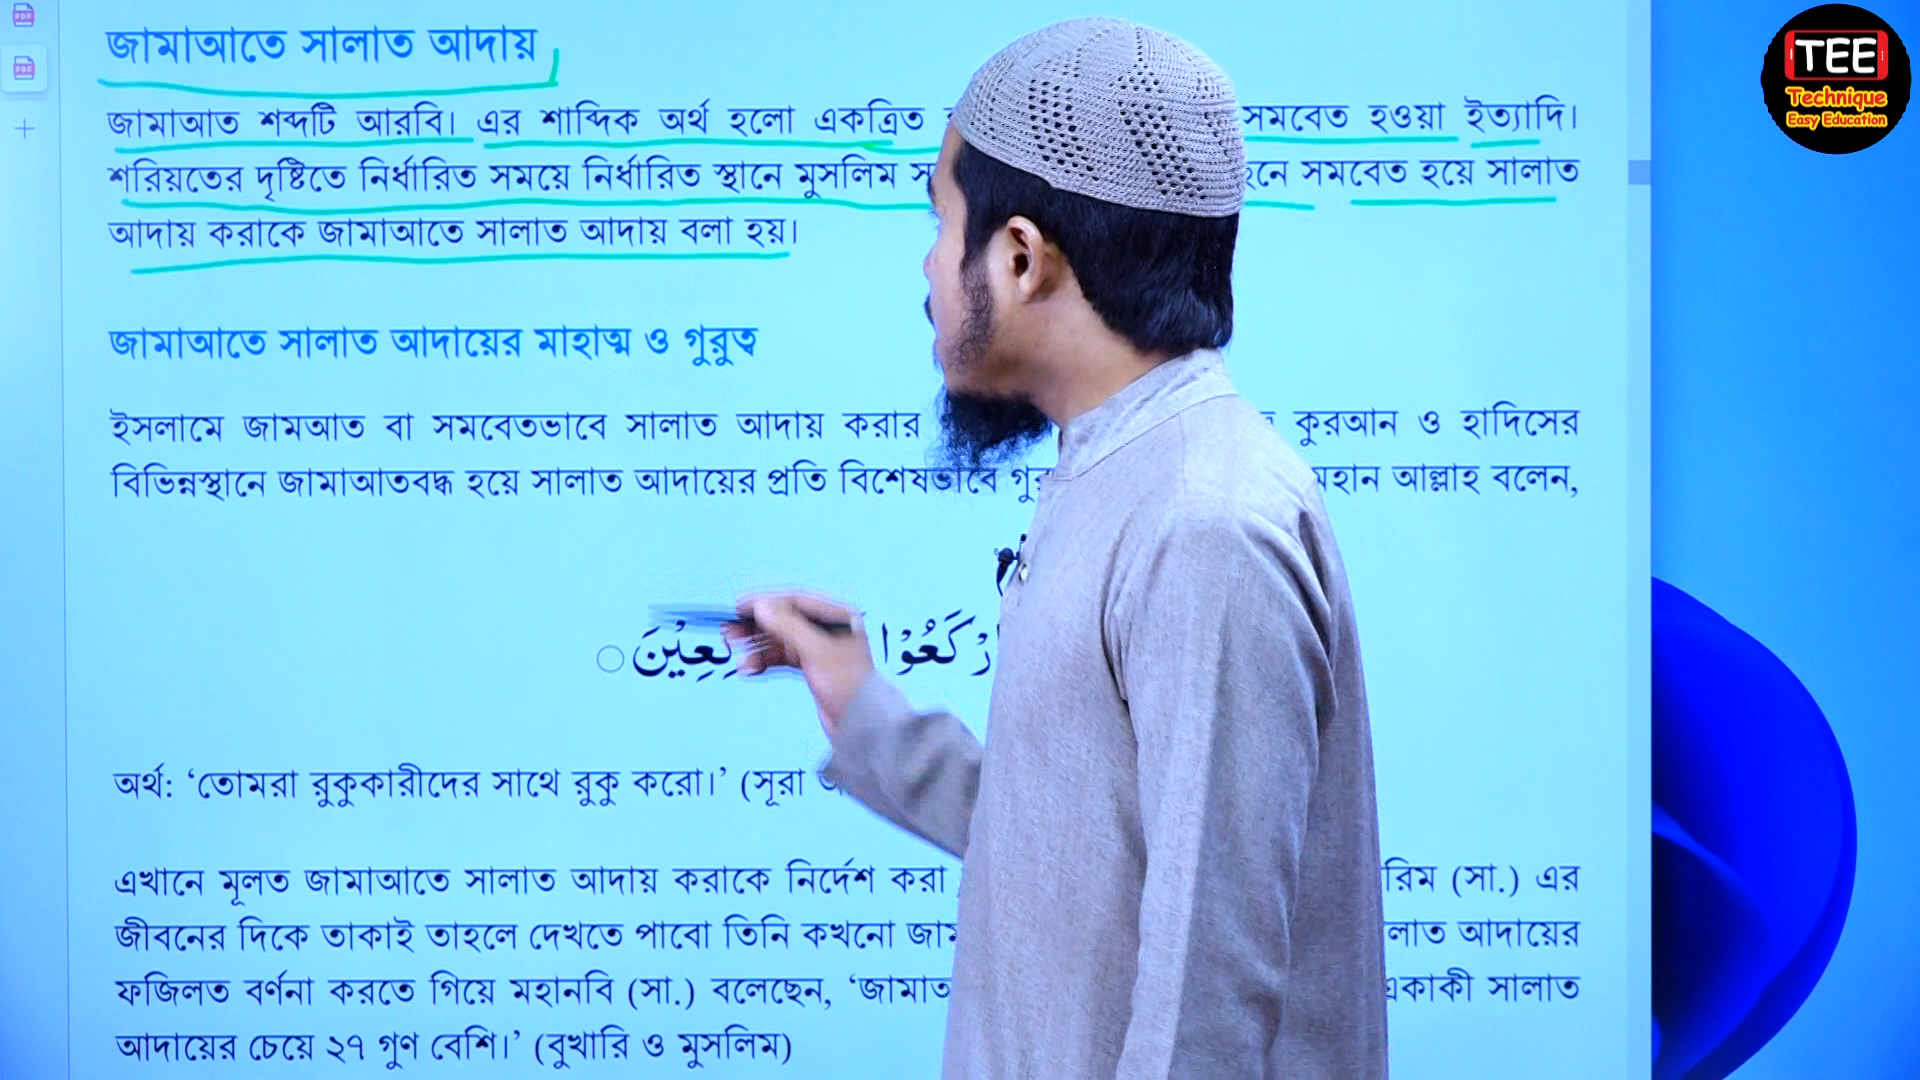 জামাআতে সালাত আদায়
জামাআত শব্দটি আরবি। এর শাব্দিক অর্থ হলো একত্রিত সমবেত হওয়া ইত্যাদি।
শরিয়তের দৃষ্টিতে নির্ধারিত সময়ে নির্ধারিত স্থানে মুসলিম সমবেত হয়ে সালাত
আদায় করাকে জামাআতে সালাত আদায় বলা হয়।
জামাআতে সালাত আদায়ের মাহাত্ম ও গুরুত্ব
ইসলামে জামআত বা সমবেতভাবে সালাত আদায় করার কুরআন ও হাদিসের
বিভিন্নস্থানে জামাআতবদ্ধ হয়ে সালাত আদায়ের প্রতি বিশেষভাবে মহান আল্লাহ বলেন,
অর্থ: ‘তোমরা রুকুকারীদের সাথে রুকু করো।’ (সূরা
এখানে মূলত জামাআতে সালাত আদায় করাকে নির্দেশ করা (সা.) এর
জীবনের দিকে তাকাই তাহলে দেখতে পাবো তিনি কখনো আদায়ের
ফজিলত বর্ণনা করতে গিয়ে মহানবি (সা.) বলেছেন, একাকী সালাত
আদায়ের চেয়ে ২৭ গুণ বেশি।’ (বুখারি ও মুসলিম)
TEE
Technique
Easy Education
PDF
PDF